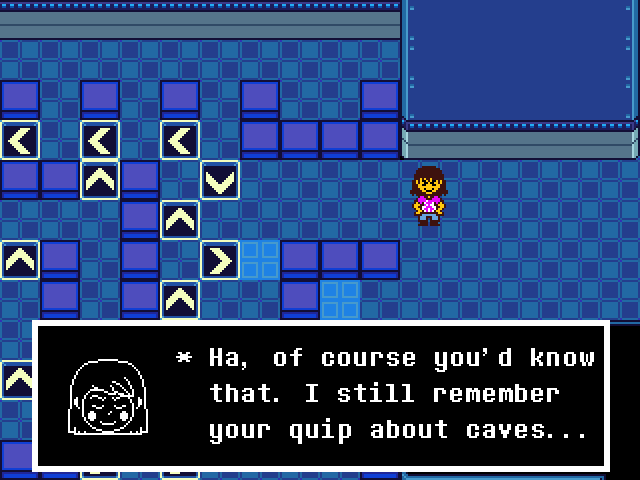 * Ha, of course you'd know
that. I still remember
your quip about caves...